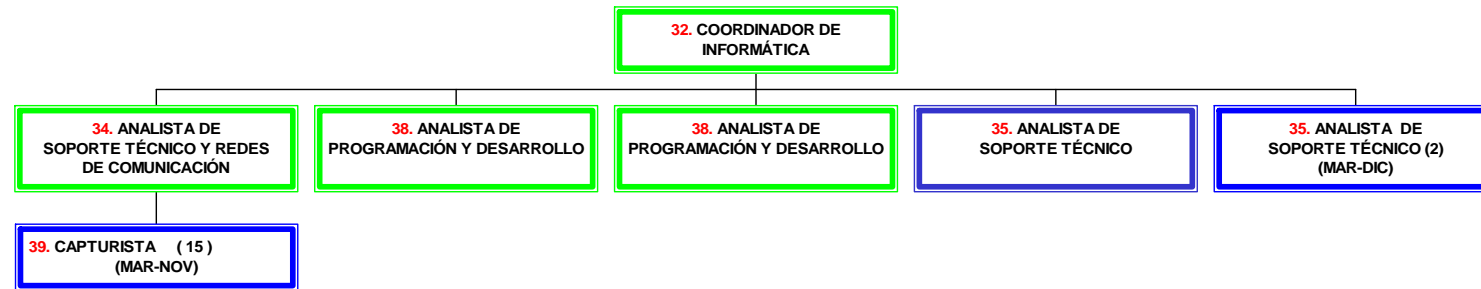 32. COORDINADOR DE
INFORMÁTICA
34. ANALISTA DE
SOPORTE TÉCNICO Y REDES
DE COMUNICACIÓN
38. ANALISTA DE
PROGRAMACIÓN Y DESARROLLO
38. ANALISTA DE
PROGRAMACIÓN Y DESARROLLO
35. ANALISTA DE
SOPORTE TÉCNICO
35. ANALISTA DE
SOPORTE TÉCNICO (2)
(MAR-DIC)
39. CAPTURISTA ( 15 )
(MAR-NOV)